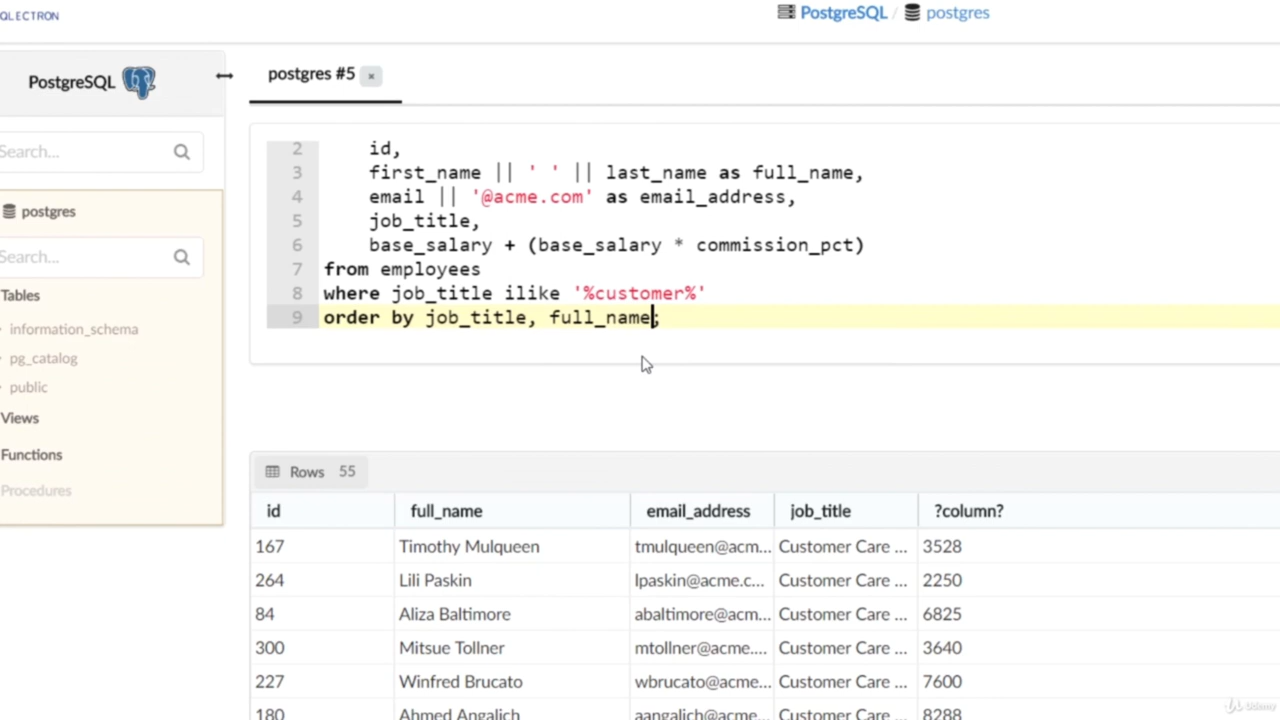 QLECTRON
PostgreSQL / postgres
PostgreSQL
postgres #5 ×
Search...
postgres
Search...
Tables
information_schema
pg_catalog
public
Views
Functions
Procedures
2 id,
3 first_name || ' ' || last_name as full_name,
4 email || '@acme.com' as email_address,
5 job_title,
6 base_salary + (base_salary * commission_pct)
7 from employees
8 where job_title ilike '%customer%'
9 order by job_title, full_name;
Rows 55
id full_name email_address job_title ?column?
167 Timothy Mulqueen tmulqueen@acm... Customer Care ... 3528
264 Lili Paskin lpaskin@acme.c... Customer Care ... 2250
84 Aliza Baltimore abaltimore@acm... Customer Care ... 6825
300 Mitsue Tollner mtollner@acme.... Customer Care ... 3640
227 Winfred Brucato wbrucato@acme... Customer Care ... 7600
180 Ahmed Angalich aangalich@acme... Customer Care ... 8288
Udemy